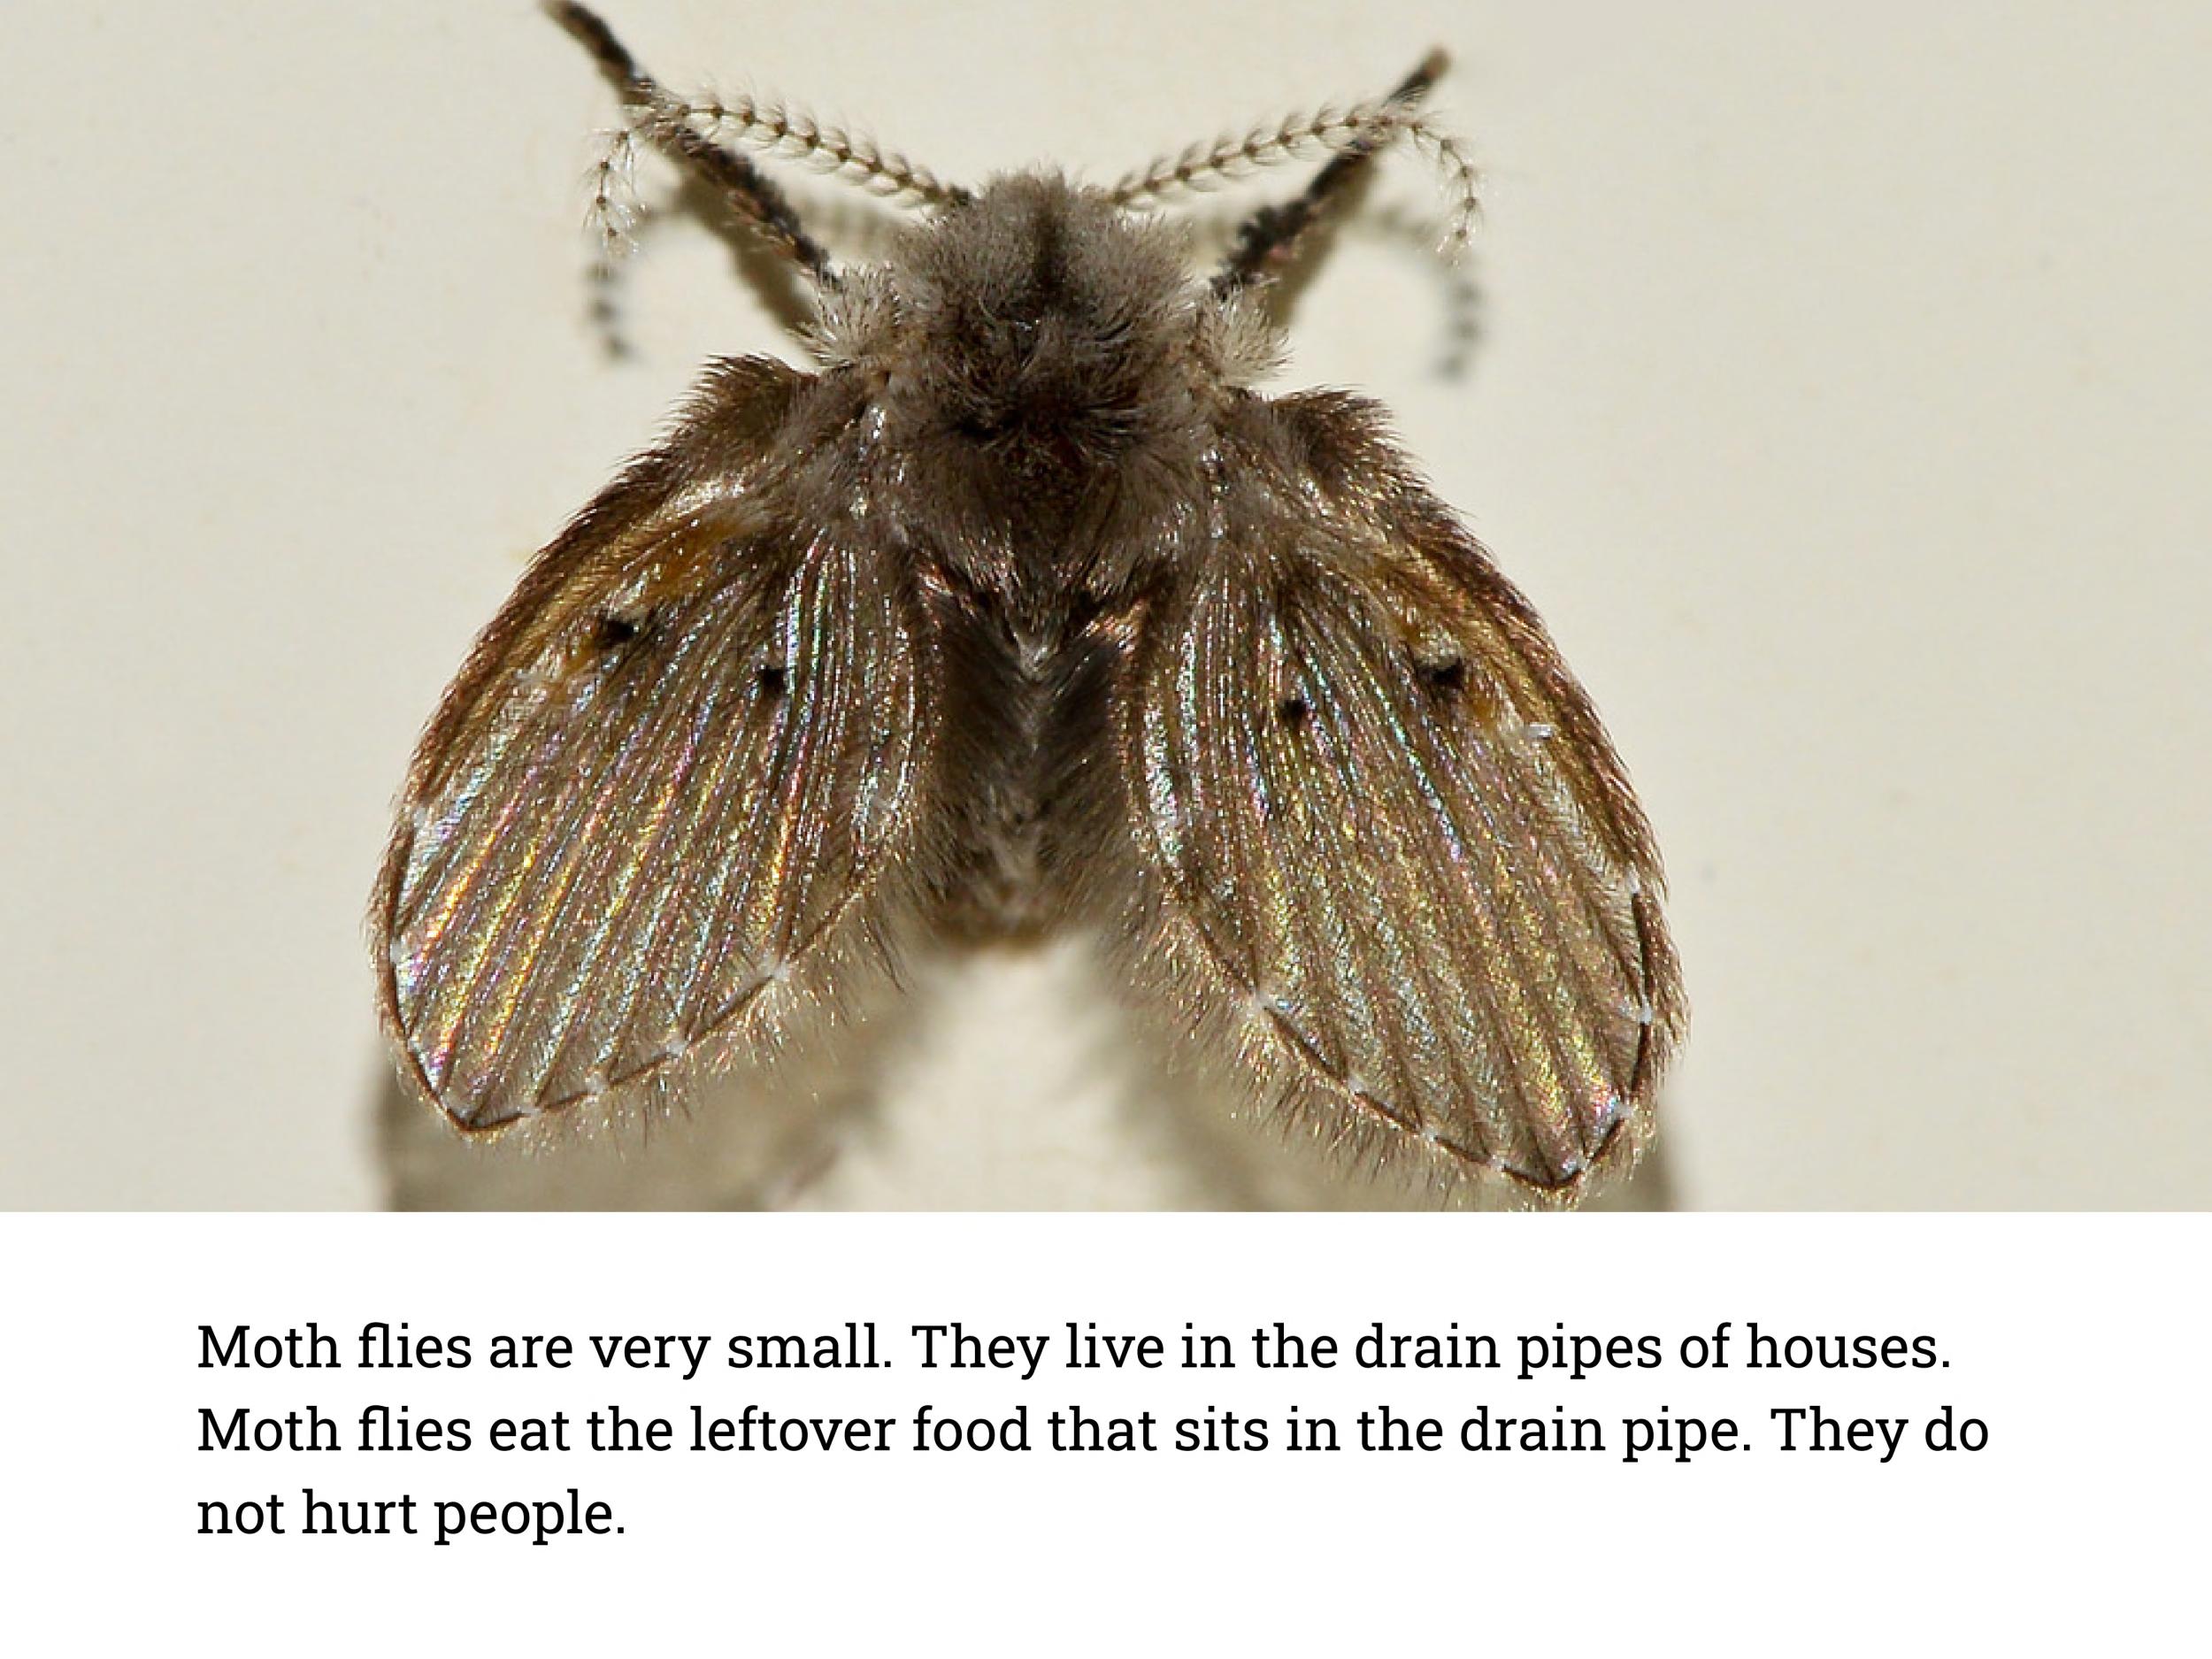 Moth flies are very small. They live in the drain pipes of houses.
Moth flies eat the leftover food that sits in the drain pipe. They do
not hurt people.